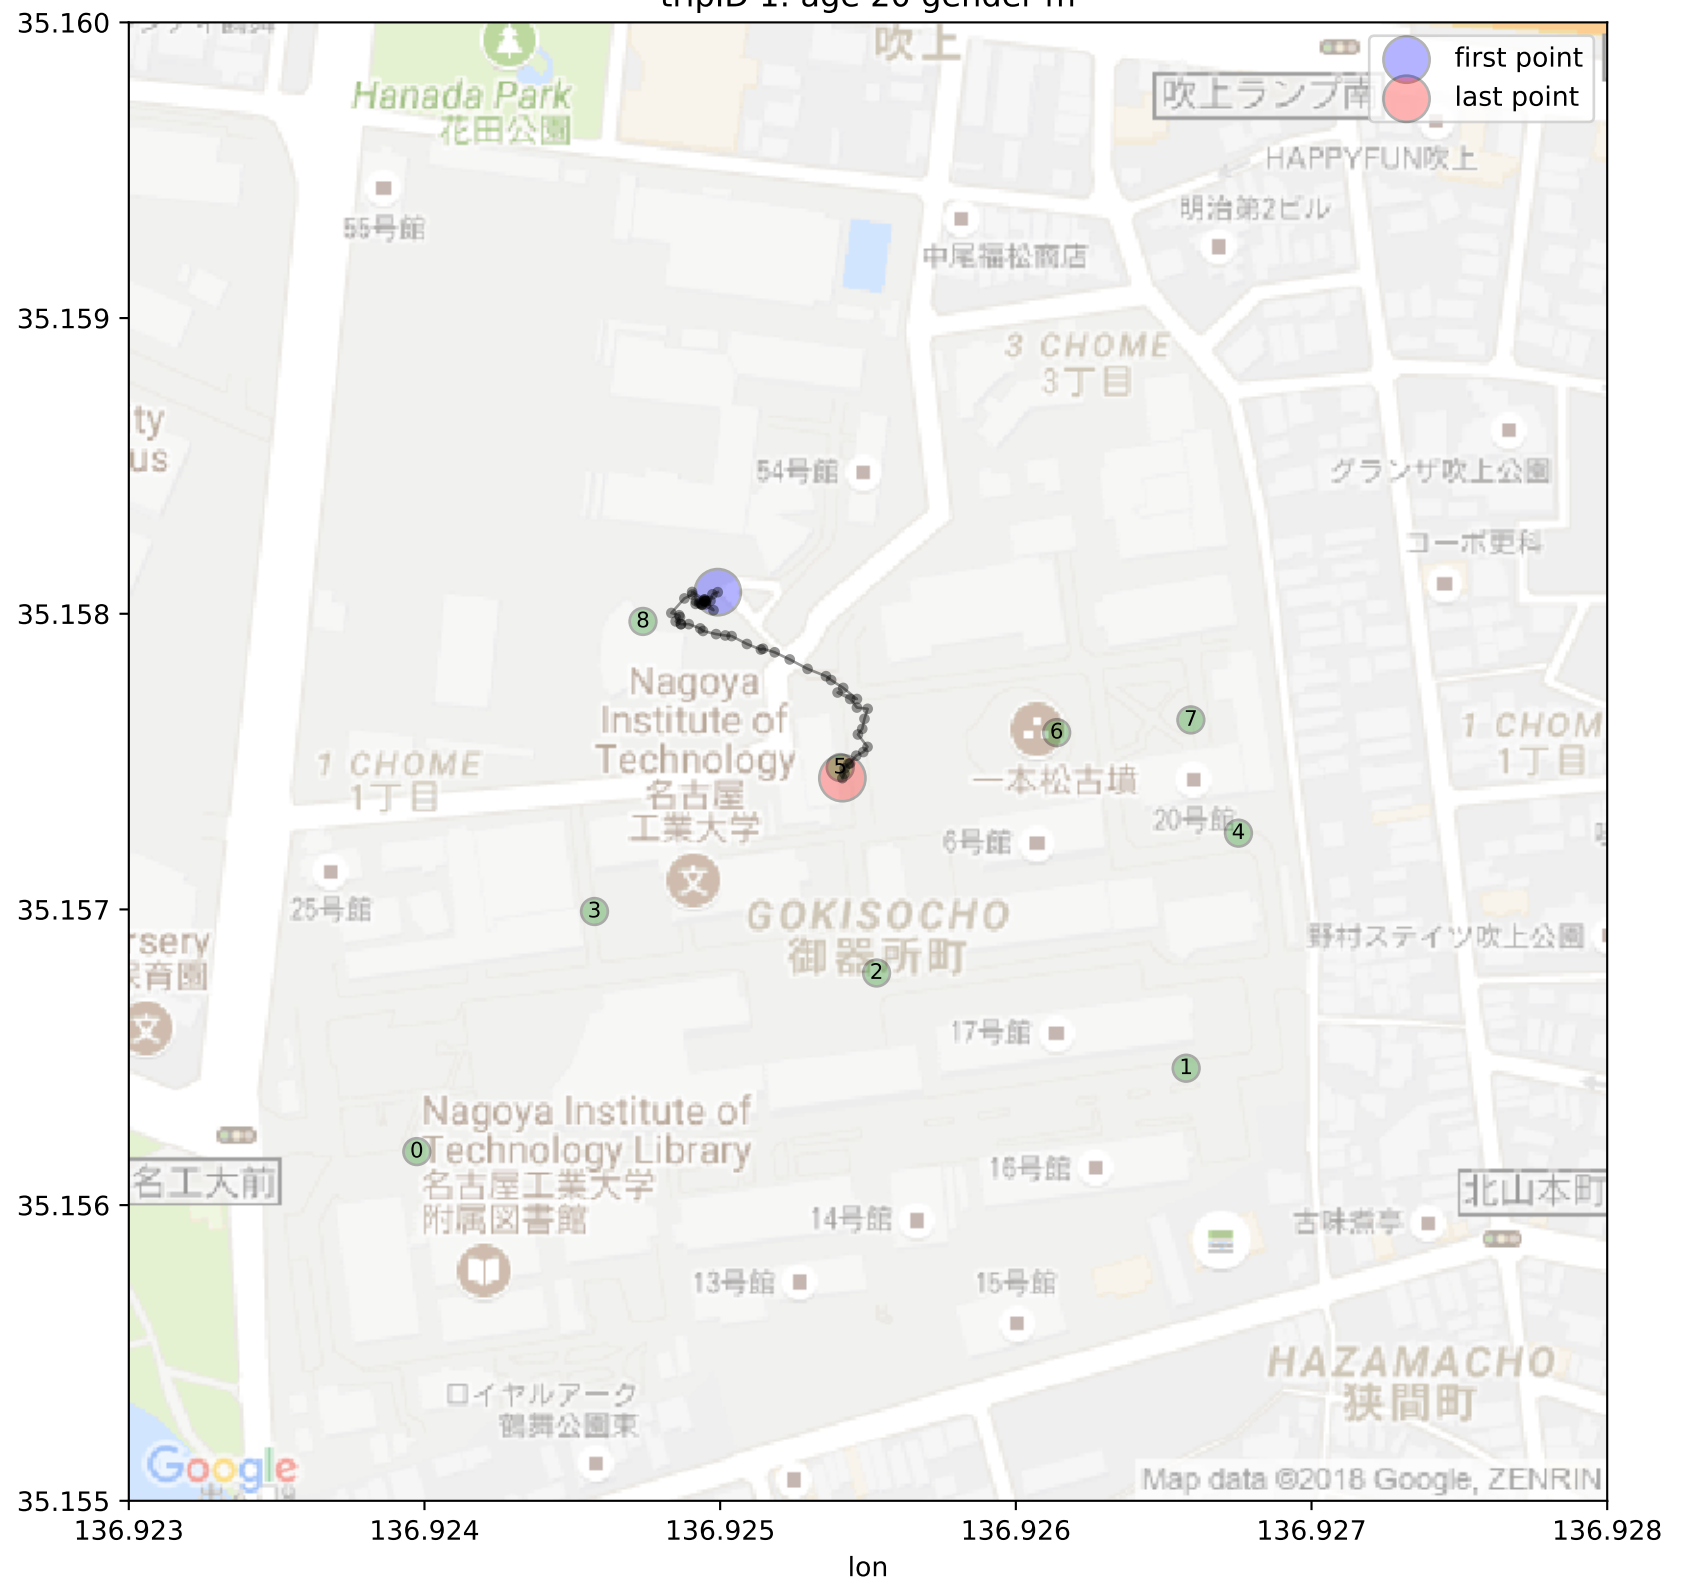 tripID 1: age 20 gender m
35.160
first point
吹上
吹上ランプ南
last point
Hanada Park
花田公園
HAPPYFUN吹上
明治第2ビル
55号館
中尾福松商店
35.159
3 CHOME
3丁目
ty
us
54号館
グランザ吹上公園
コーポ更科
35.158
8
Nagoya
Institute of
Technology
名古屋
工業大学
7
6
1 CHOM
1丁目
1 CHOME
1丁目
5
一本松古墳
20号館
4
6号館
25号館
35.157
3
GOKISOCHO
御器所町
rsery
保育園
野村ステイツ吹上公園
2
17号館
1
Nagoya Institute of
Technology Library
名古屋工業大学
附属図書館
0
名工大前
35.156
16号館
北山本町
14号館
古味煮亭
13号館
15号館
HAZAMACHO
狭間町
ロイヤルアーク
鶴舞公園東
Google
Map data ©2018 Google, ZENRIN
35.155
136.923
136.924
136.925
136.926
136.927
136.928
lon